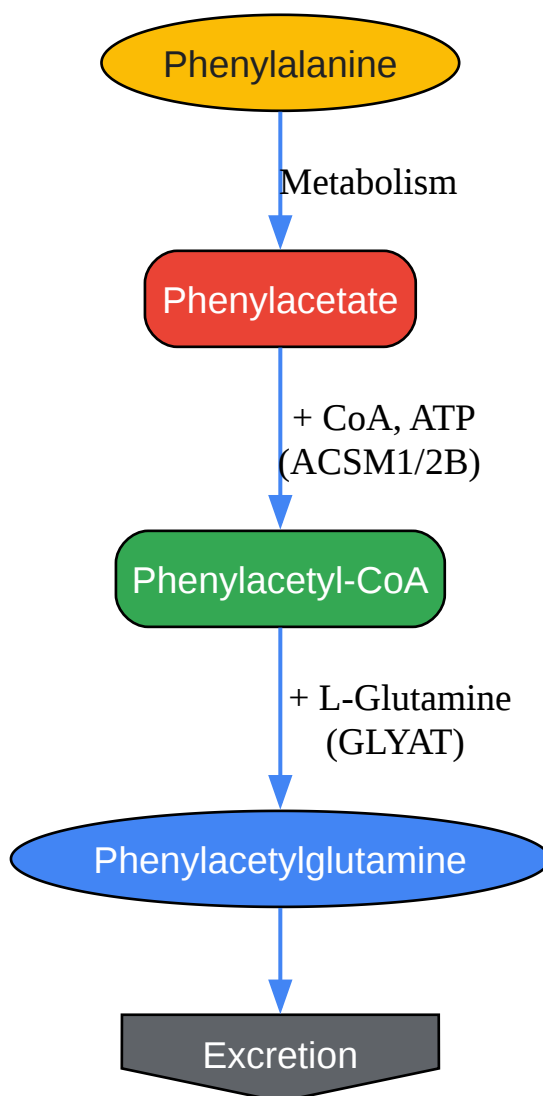 Phenylalanine
Metabolism
Phenylacetate
+ CoA, ATP
(ACSM1/2B)
Phenylacetyl-CoA
+ L-Glutamine
(GLYAT)
Phenylacetylglutamine
Excretion